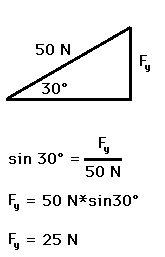 50 N
Fy
30°
sin 30° = Fy / 50 N
Fy = 50 N*sin30°
Fy = 25 N